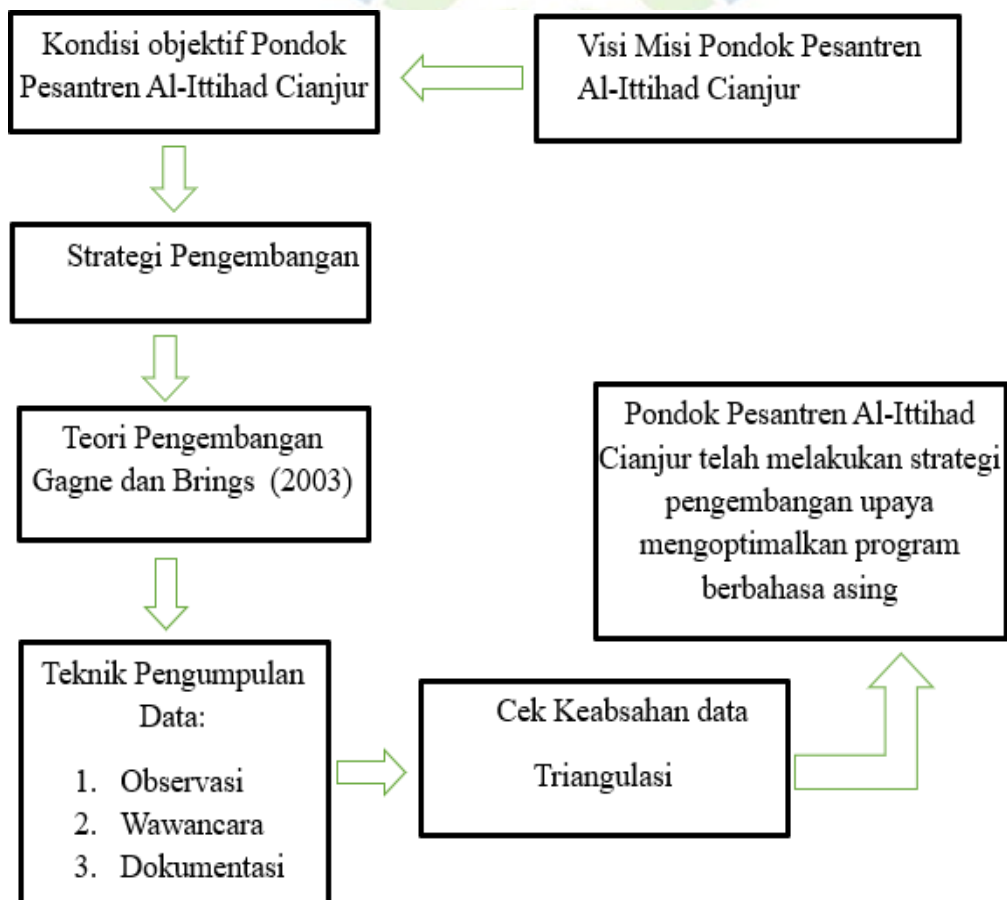 Kondisi objektif Pondok
Pesantren Al-Ittihad Cianjur
Visi Misi Pondok Pesantren
Al-Ittihad Cianjur
Strategi Pengembangan
Teori Pengembangan
Gagne dan Brings (2003)
Teknik Pengumpulan
Data:
1. Observasi
2. Wawancara
3. Dokumentasi
Cek Keabsahan data
Triangulasi
Pondok Pesantren Al-Ittihad
Cianjur telah melakukan strategi
pengembangan upaya
mengoptimalkan program
berbahasa asing